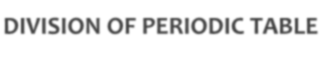 DIVISION OF PERIODIC TABLE